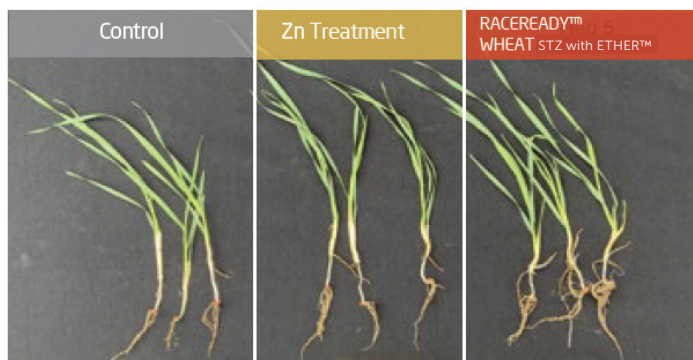 Control
Zn Treatment
RACEREADY™
WHEAT STZ with ETHER™